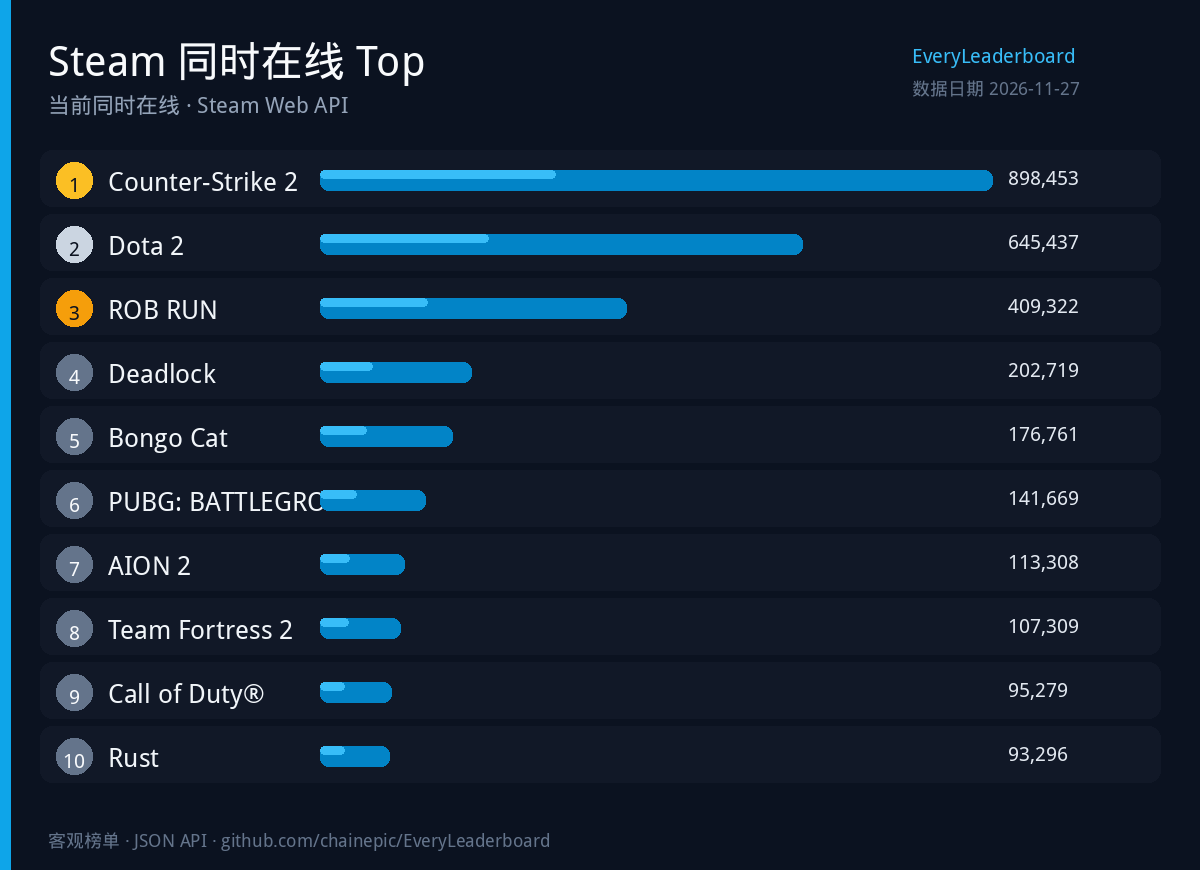 Steam 同时在线 Top
当前同时在线 · Steam Web API
EveryLeaderboard
数据日期 2026-11-27
1 Counter-Strike 2 898,453
2 Dota 2 645,437
3 ROB RUN 409,322
4 Deadlock 202,719
5 Bongo Cat 176,761
6 PUBG: BATTLEGRO 141,669
7 AION 2 113,308
8 Team Fortress 2 107,309
9 Call of Duty® 95,279
10 Rust 93,296
客观榜单 · JSON API · github.com/chainepic/EveryLeaderboard